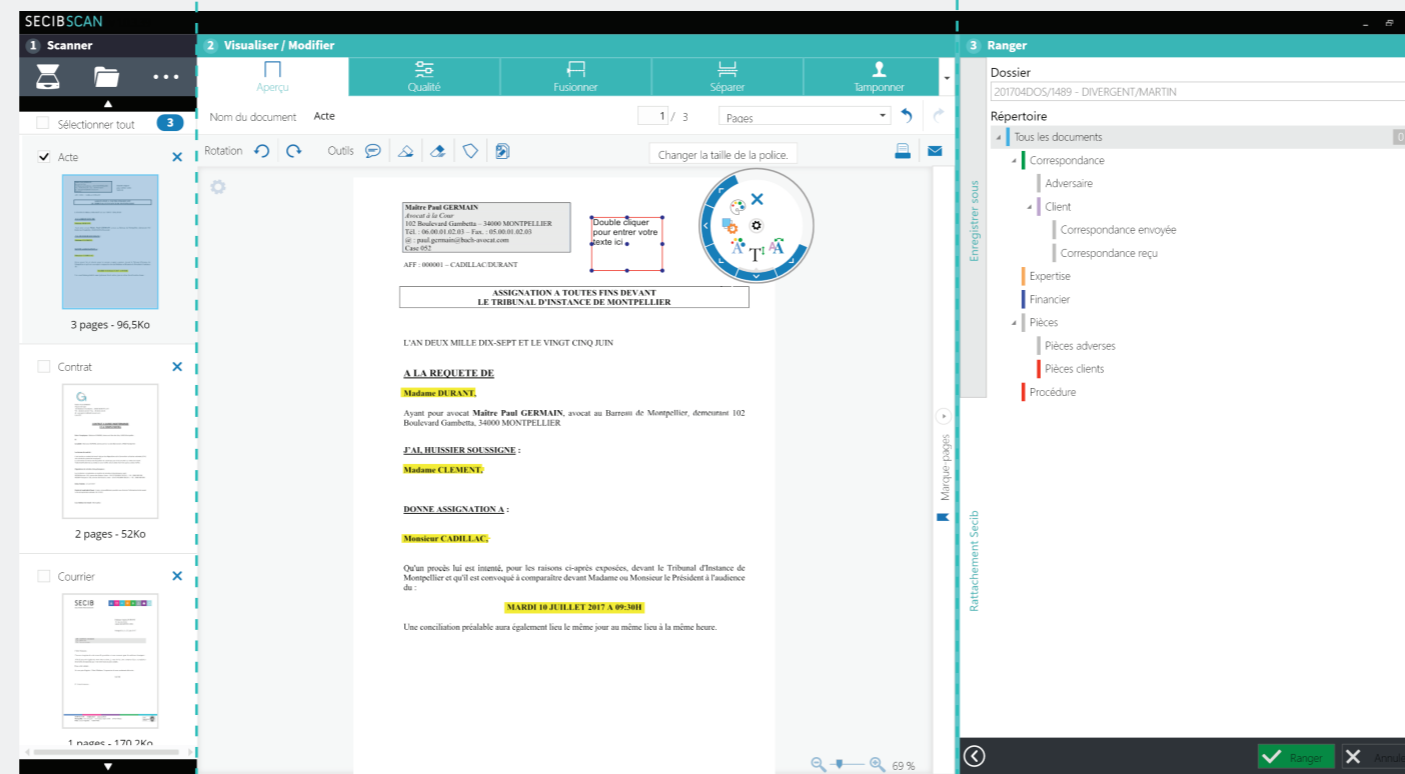 SECIBSCAN
1 Scanner
2 Visualiser / Modifier
3 Ranger
Aperçu
Qualité
Fusionner
Séparer
Tamponner
Sélectionner tout 3
Nom du document Acte
1 / 3 Pages
Rotation
Outils
Changer la taille de la police.
Acte
3 pages - 96,5Ko
Contrat
2 pages - 52Ko
Courrier
SECIB
1 pages - 170,2Ko
Maître Paul GERMAIN
Avocat à la Cour
102 Boulevard Gambetta – 34000 MONTPELLIER
Tél. : 06.00.01.02.03 – Fax. : 05.00.01.02.03
@ : paul.germain@bach-avocat.com
Case 052
Double cliquer
pour entrer votre
texte ici
AFF : 000001 – CADILLAC/DURANT
ASSIGNATION A TOUTES FINS DEVANT
LE TRIBUNAL D'INSTANCE DE MONTPELLIER
L'AN DEUX MILLE DIX-SEPT ET LE VINGT CINQ JUIN
A LA REQUETE DE
Madame DURANT,
Ayant pour avocat Maître Paul GERMAIN, avocat au Barreau de Montpellier, demeurant 102
Boulevard Gambetta, 34000 MONTPELLIER
J'AI, HUISSIER SOUSSIGNE :
Madame CLEMENT,
DONNE ASSIGNATION A :
Monsieur CADILLAC,
Qu'un procès lui est intenté, pour les raisons ci-après exposées, devant le Tribunal d'Instance de
Montpellier et qu'il est convoqué à comparaître devant Madame ou Monsieur le Président à l'audience
du :
MARDI 10 JUILLET 2017 A 09:30H
Une conciliation préalable aura également lieu le même jour au même lieu à la même heure.
69 %
Marque-pages
Enregistrer sous
Rattachement Secib
Dossier
201704DOS/1489 - DIVERGENT/MARTIN
Répertoire
Tous les documents 0
Correspondance
Adversaire
Client
Correspondance envoyée
Correspondance reçu
Expertise
Financier
Pièces
Pièces adverses
Pièces clients
Procédure
Ranger